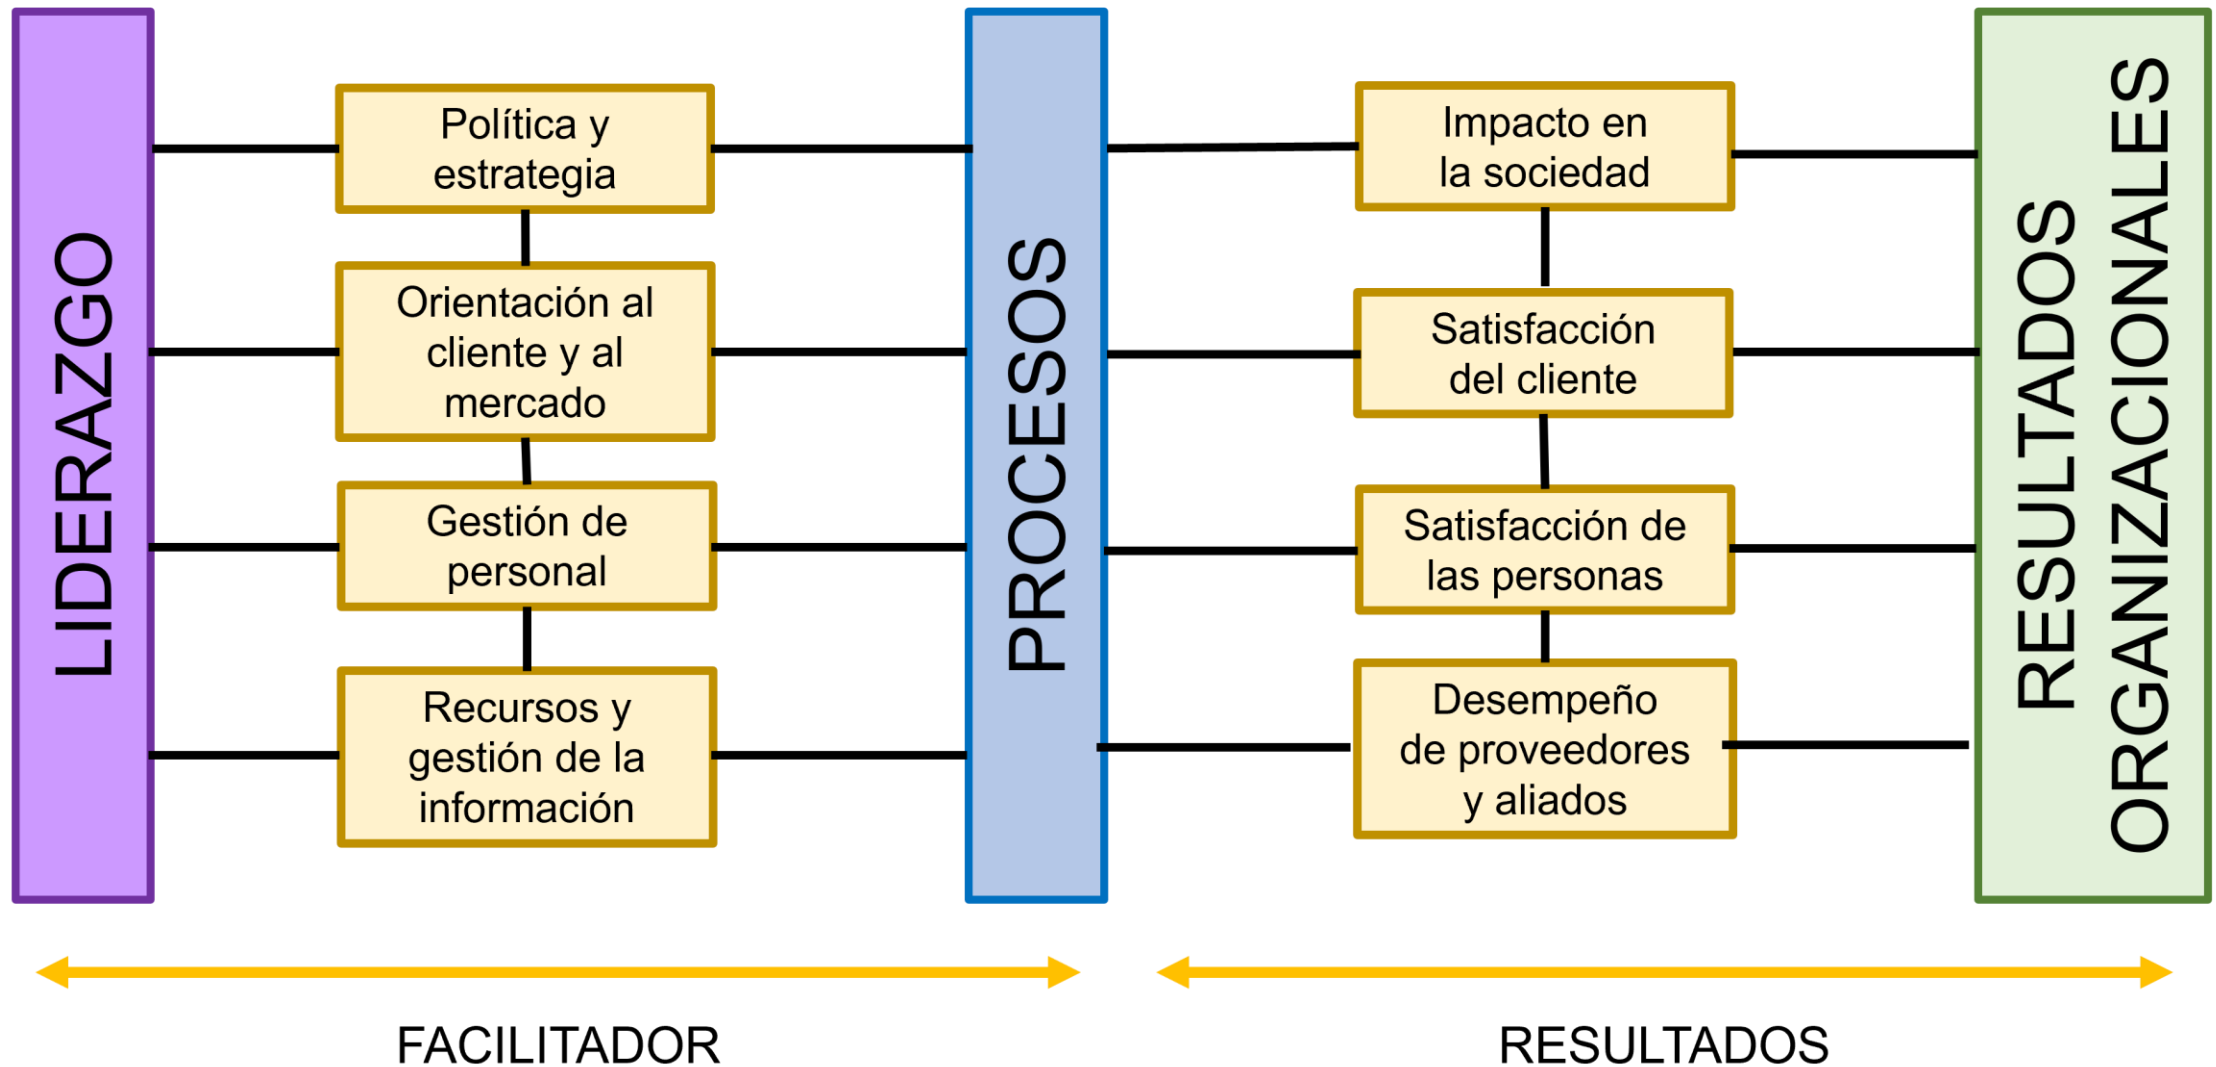 LIDERAZGO
Política y
estrategia
Orientación al
cliente y al
mercado
Gestión de
personal
Recursos y
gestión de la
información
PROCESOS
Impacto en
la sociedad
Satisfacción
del cliente
Satisfacción de
las personas
Desempeño
de proveedores
y aliados
RESULTADOS
ORGANIZACIONALES
FACILITADOR
RESULTADOS